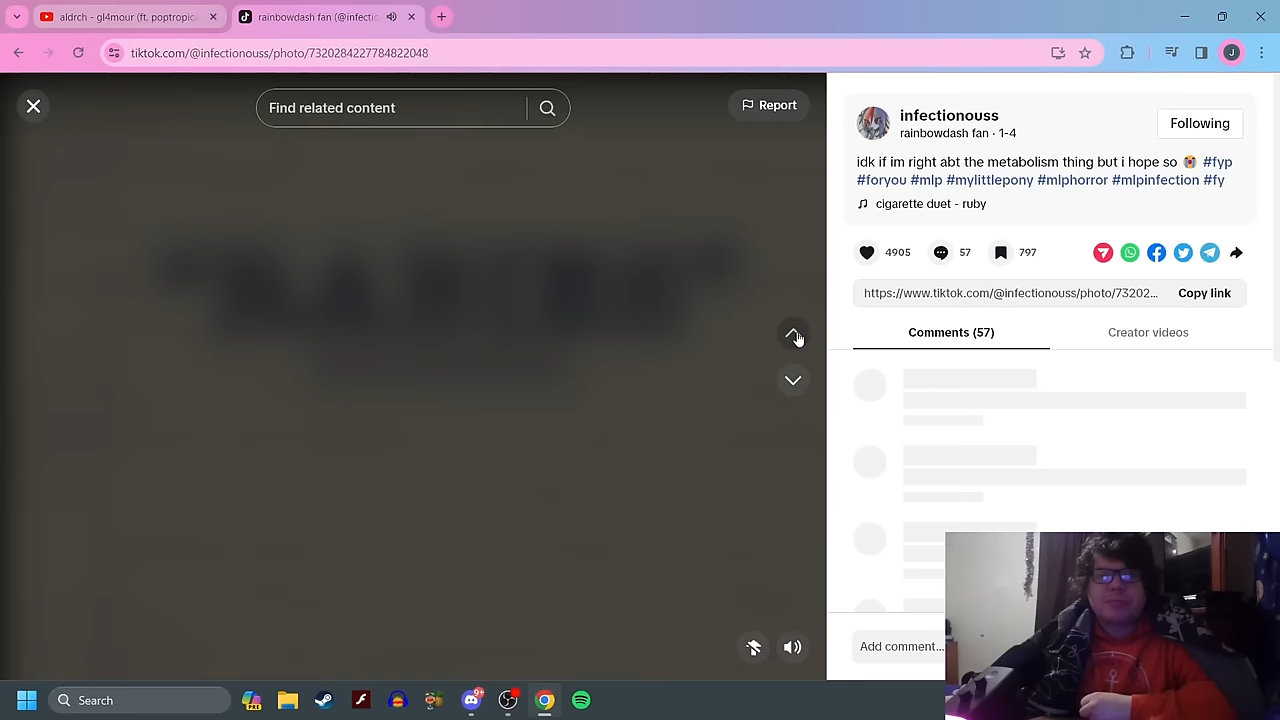 aldrch - gl4mour (ft. poptropic
rainbowdash fan (@infectio
tiktok.com/@infectionouss/photo/7320284227784822048
J
Find related content
Report
infectionouss
rainbowdash fan · 1-4
Following
idk if im right abt the metabolism thing but i hope so 😭 #fyp
#foryou #mlp #mylittlepony #mlphorror #mlpinfection #fy
cigarette duet - ruby
4905
57
797
https://www.tiktok.com/@infectionouss/photo/73202...
Copy link
Comments (57)
Creator videos
Add comment...
Search